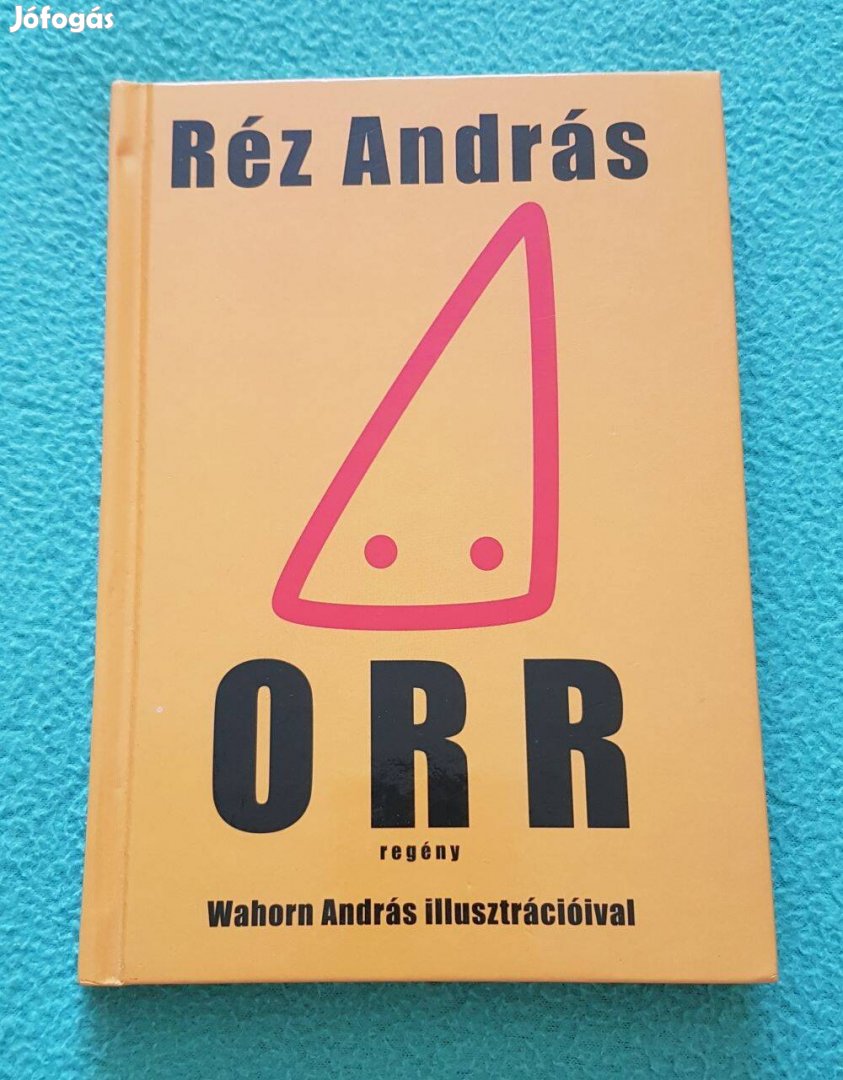 Jófogás
Réz András
ORR
regény
Wahorn András illusztrációival